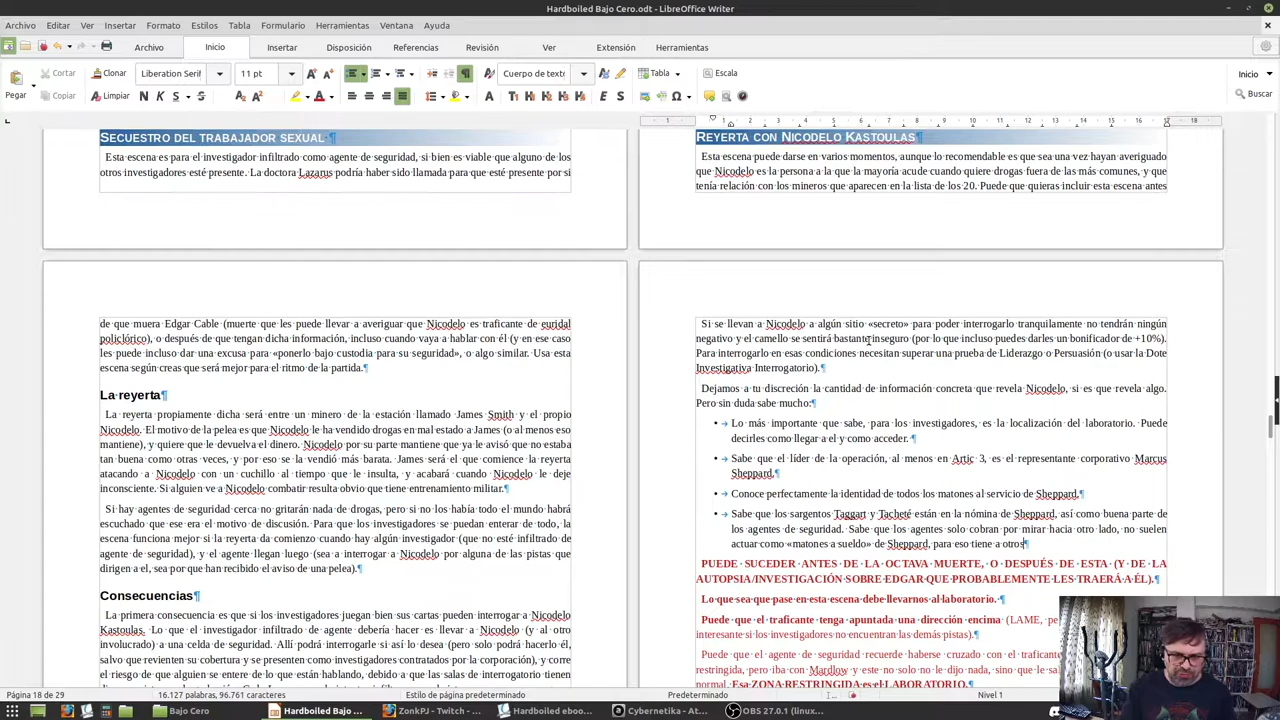 Hardboiled Bajo Cero.odt - LibreOffice Writer
Archivo Editar Ver Insertar Formato Estilos Tabla Formulario Herramientas Ventana Ayuda
Archivo Inicio Insertar Disposición Referencias Revisión Ver Extensión Herramientas
Cortar Clonar Liberation Serif 11 pt Cuerpo de texto Tabla Escala Inicio
Pegar Copiar Limpiar N K S Buscar
SECUESTRO DEL TRABAJADOR SEXUAL¶
Esta escena es para el investigador infiltrado como agente de seguridad, si bien es viable que alguno de los
otros investigadores esté presente. La doctora Lazarus podría haber sido llamada para que esté presente por si
REYERTA CON NICODELO KASTOULAS¶
Esta escena puede darse en varios momentos, aunque lo recomendable es que sea una vez hayan averiguado
que Nicodelo es la persona a la que la mayoría acude cuando quiere drogas fuera de las más comunes, y que
tenía relación con los mineros que aparecen en la lista de los 20. Puede que quieras incluir esta escena antes
de que muera Edgar Cable (muerte que les puede llevar a averiguar que Nicodelo es traficante de euridal
policlórico), o después de que tengan dicha información, incluso cuando vaya a hablar con él (y en ese caso
les puede incluso dar una excusa para «ponerlo bajo custodia para su seguridad», o algo similar. Usa esta
escena según creas que será mejor para el ritmo de la partida.¶
La reyerta¶
La reyerta propiamente dicha será entre un minero de la estación llamado James Smith y el propio
Nicodelo. El motivo de la pelea es que Nicodelo le ha vendido drogas en mal estado a James (o al menos eso
mantiene), y quiere que le devuelva el dinero. Nicodelo por su parte mantiene que ya le avisó que no estaba
tan buena como otras veces, y por eso se la vendió más barata. James será el que comience la reyerta
atacando a Nicodelo con un cuchillo al tiempo que le insulta, y acabará cuando Nicodelo le deje
inconsciente. Si alguien ve a Nicodelo combatir resulta obvio que tiene entrenamiento militar.¶
Si hay agentes de seguridad cerca no gritarán nada de drogas, pero si no los había todo el mundo habrá
escuchado que ese era el motivo de discusión. Para que los investigadores se puedan enterar de todo, la
escena funciona mejor si la reyerta da comienzo cuando hay algún investigador (que no esté infiltrado de
agente de seguridad), y el agente llegan luego (sea a interrogar a Nicodelo por alguna de las pistas que
dirigen a el, sea por que han recibido el aviso de una pelea).¶
Consecuencias¶
La primera consecuencia es que si los investigadores juegan bien sus cartas pueden interrogar a Nicodelo
Kastoulas. Lo que el investigador infiltrado de agente debería hacer es llevar a Nicodelo (y al otro
involucrado) a una celda de seguridad. Allí podrá interrogarle si así lo desea (pero solo podrá hacerlo él,
salvo que revienten su cobertura y se presenten como investigadores contratados por la corporación), y corre
el riesgo de que alguien se entere de lo que están hablando, debido a que las salas de interrogatorio tienen
Si se llevan a Nicodelo a algún sitio «secreto» para poder interrogarlo tranquilamente no tendrán ningún
negativo y el camello se sentirá bastante inseguro (por lo que incluso puedes darles un bonificador de +10%).
Para interrogarlo en esas condiciones necesitan superar una prueba de Liderazgo o Persuasión (o usar la Dote
Investigativa Interrogatorio).¶
Dejamos a tu discreción la cantidad de información concreta que revela Nicodelo, si es que revela algo.
Pero sin duda sabe mucho:¶
• Lo más importante que sabe, para los investigadores, es la localización del laboratorio. Puede
decirles como llegar a el y como acceder.¶
• Sabe que el líder de la operación, al menos en Artic 3, es el representante corporativo Marcus
Sheppard.¶
• Conoce perfectamente la identidad de todos los matones al servicio de Sheppard.¶
• Sabe que los sargentos Taggart y Tacheté están en la nómina de Sheppard, así como buena parte de
los agentes de seguridad. Sabe que los agentes solo cobran por mirar hacia otro lado, no suelen
actuar como «matones a sueldo» de Sheppard, para eso tiene a otros¶
PUEDE SUCEDER ANTES DE LA OCTAVA MUERTE, O DESPUÉS DE ESTA (Y DE LA
AUTOPSIA/INVESTIGACIÓN SOBRE EDGAR QUE PROBABLEMENTE LES TRAERÁ A ÉL).¶
Lo que sea que pase en esta escena debe llevarnos al laboratorio.¶
Puede que el traficante tenga apuntada una dirección encima (LAME,
interesante si los investigadores no encuentran las demás pistas).¶
Puede que el agente de seguridad recuerde haberse cruzado con el
restringida, pero iba con Mardlow y este no solo no le dijo nada, sino que le
normal. Esa ZONA RESTRINGIDA es el LABORATORIO.¶
Página 18 de 29 16.127 palabras, 96.761 caracteres Estilo de página predeterminado Predeterminado Nivel 1
Bajo Cero Hardboiled Bajo ... ZonkPJ - Twitch - ... Hardboiled eboo... Cybernetika - At... OBS 27.0.1 (linux...